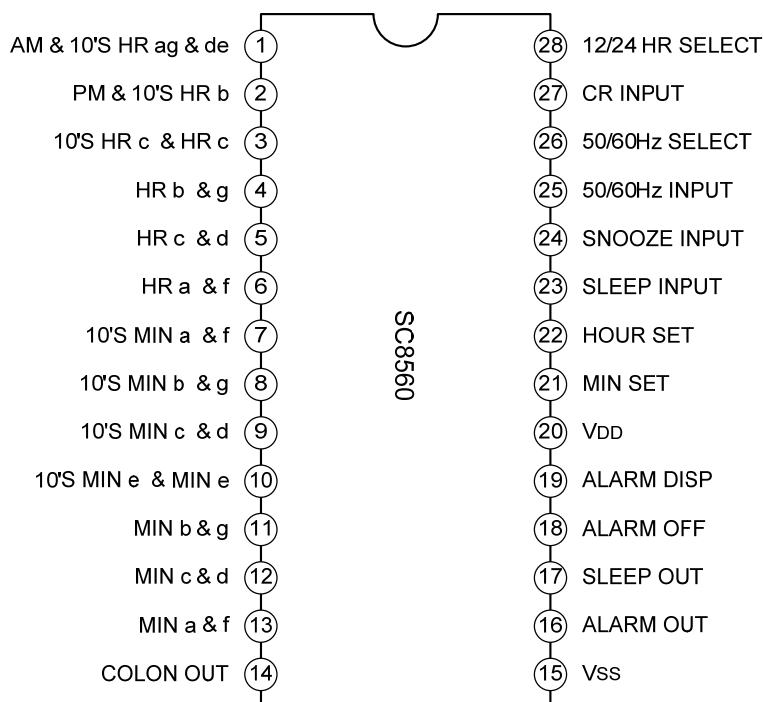 AM & 10'S HR ag & de 1
PM & 10'S HR b 2
10'S HR c & HR c 3
HR b & g 4
HR c & d 5
HR a & f 6
10'S MIN a & f 7
10'S MIN b & g 8
10'S MIN c & d 9
10'S MIN e & MIN e 10
MIN b & g 11
MIN c & d 12
MIN a & f 13
COLON OUT 14
SC8560
28 12/24 HR SELECT
27 CR INPUT
26 50/60Hz SELECT
25 50/60Hz INPUT
24 SNOOZE INPUT
23 SLEEP INPUT
22 HOUR SET
21 MIN SET
20 VDD
19 ALARM DISP
18 ALARM OFF
17 SLEEP OUT
16 ALARM OUT
15 VSS